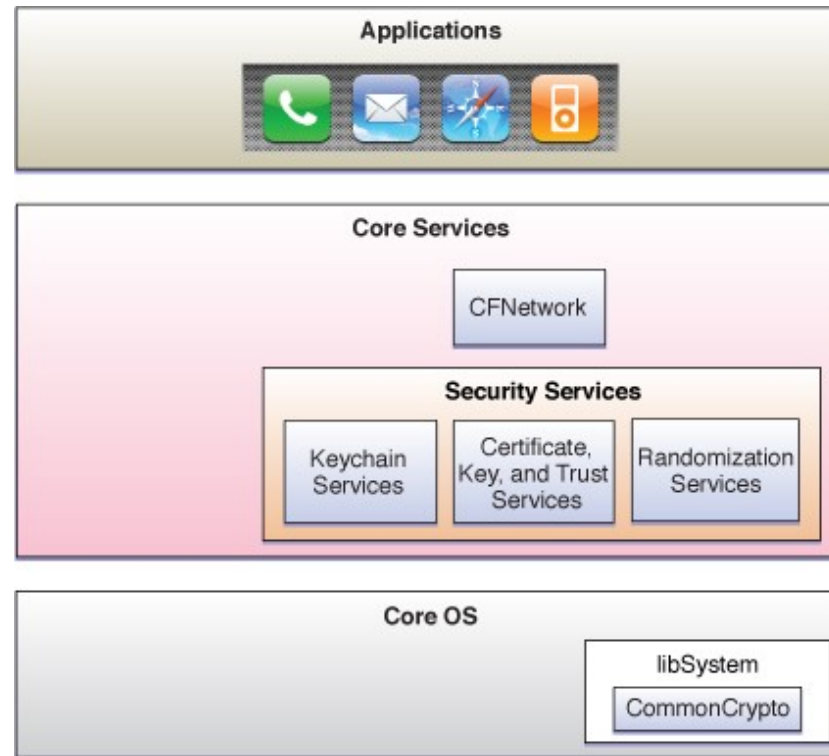 Applications
Core Services
CFNetwork
Security Services
Keychain
Services
Certificate,
Key, and Trust
Services
Randomization
Services
Core OS
libSystem
CommonCrypto